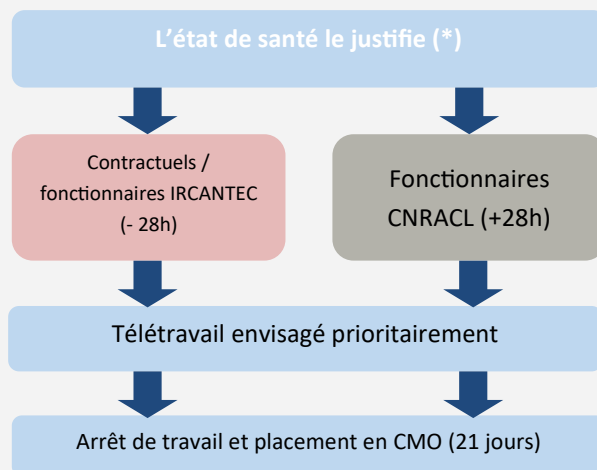 L’état de santé le justifie (*)
Contractuels /
fonctionnaires IRCANTEC
(- 28h)
Fonctionnaires
CNRACL (+28h)
Télétravail envisagé prioritairement
Arrêt de travail et placement en CMO (21 jours)